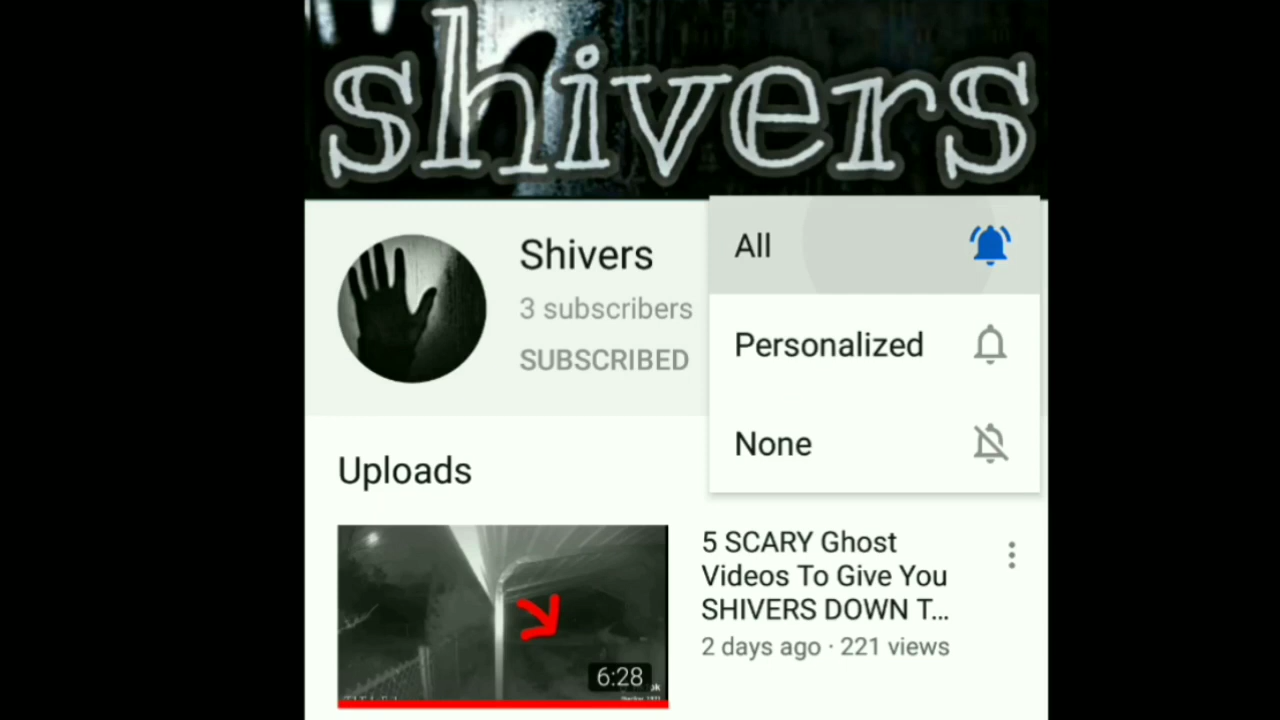 shivers
Shivers
3 subscribers
SUBSCRIBED
All
Personalized
None
Uploads
6:28
5 SCARY Ghost
Videos To Give You
SHIVERS DOWN T...
2 days ago · 221 views